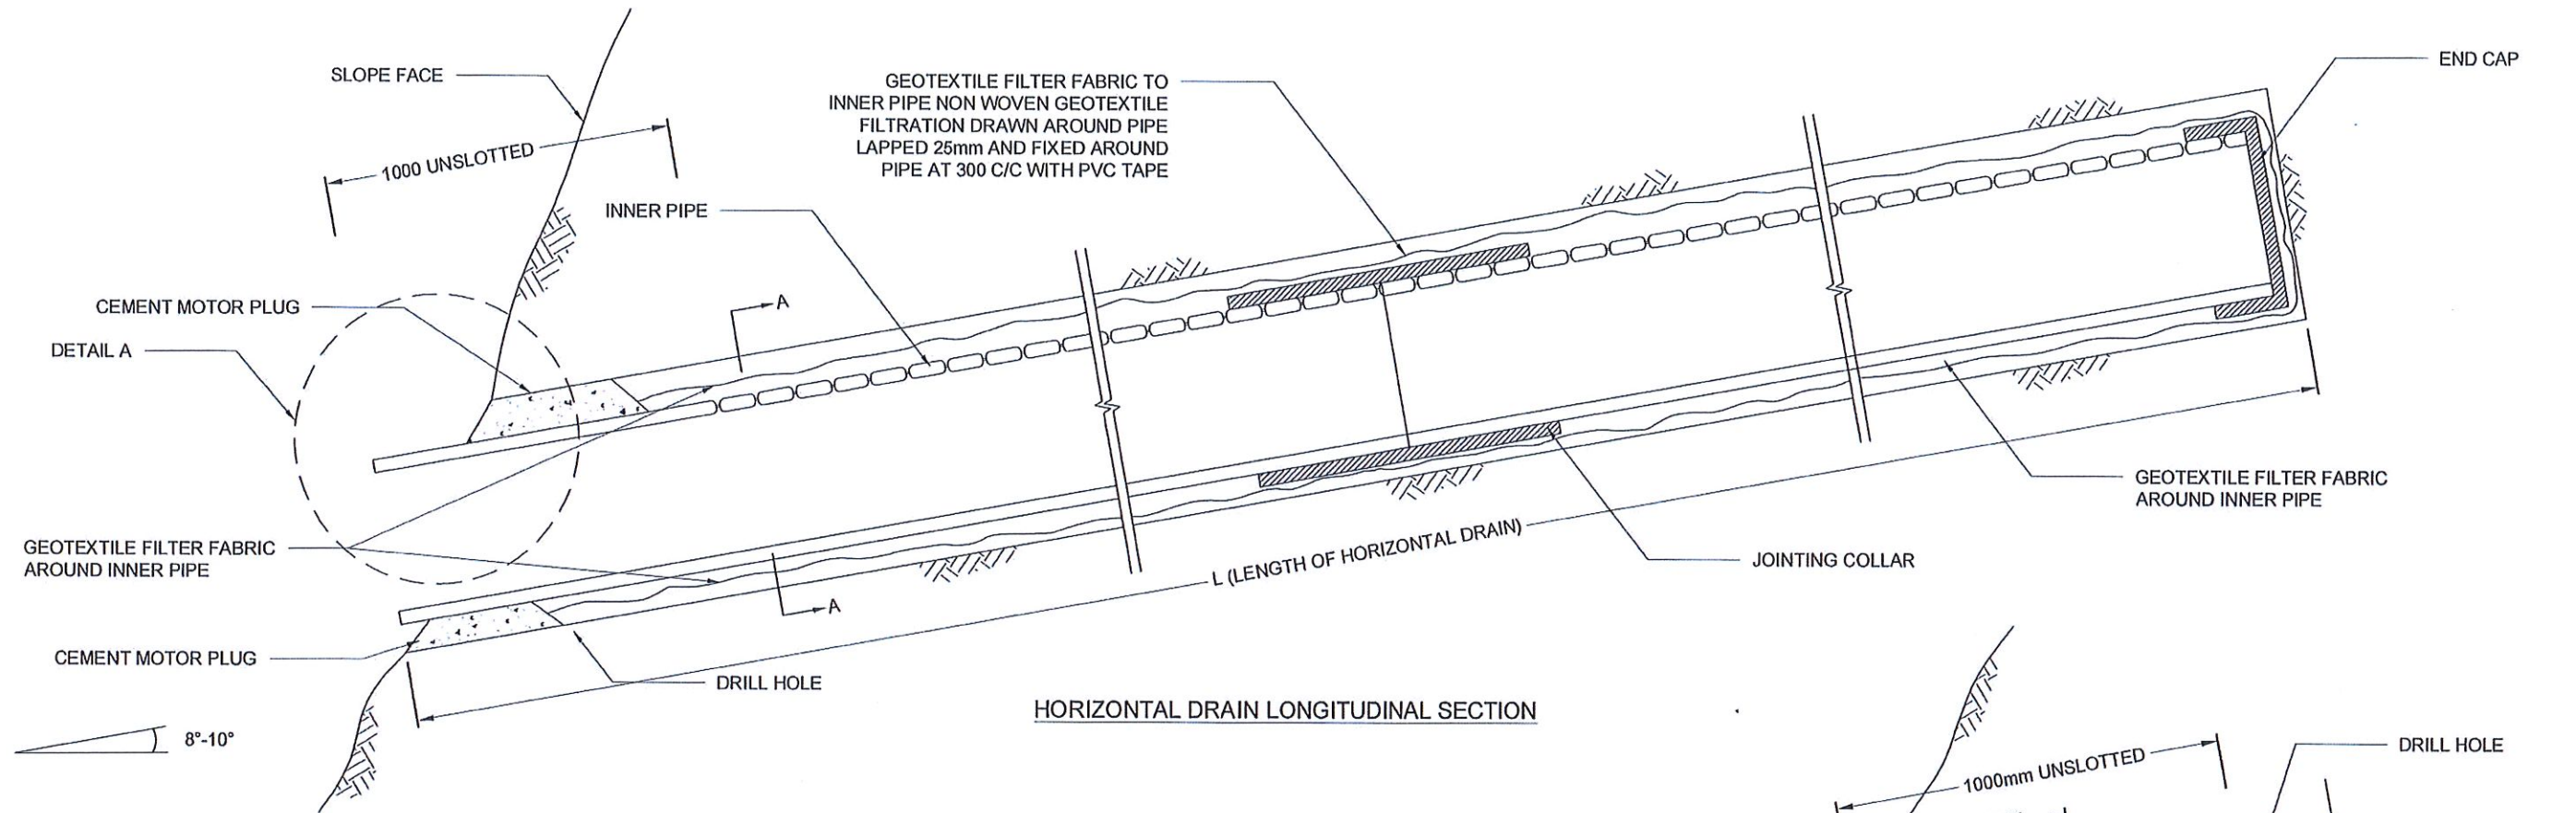 SLOPE FACE
1000 UNSLOTTED
GEOTEXTILE FILTER FABRIC TO
INNER PIPE NON WOVEN GEOTEXTILE
FILTRATION DRAWN AROUND PIPE
LAPPED 25mm AND FIXED AROUND
PIPE AT 300 C/C WITH PVC TAPE
END CAP
INNER PIPE
CEMENT MOTOR PLUG
DETAIL A
A
GEOTEXTILE FILTER FABRIC
AROUND INNER PIPE
A
CEMENT MOTOR PLUG
DRILL HOLE
L (LENGTH OF HORIZONTAL DRAIN)
JOINTING COLLAR
GEOTEXTILE FILTER FABRIC
AROUND INNER PIPE
8°-10°
HORIZONTAL DRAIN LONGITUDINAL SECTION
1000mm UNSLOTTED
DRILL HOLE